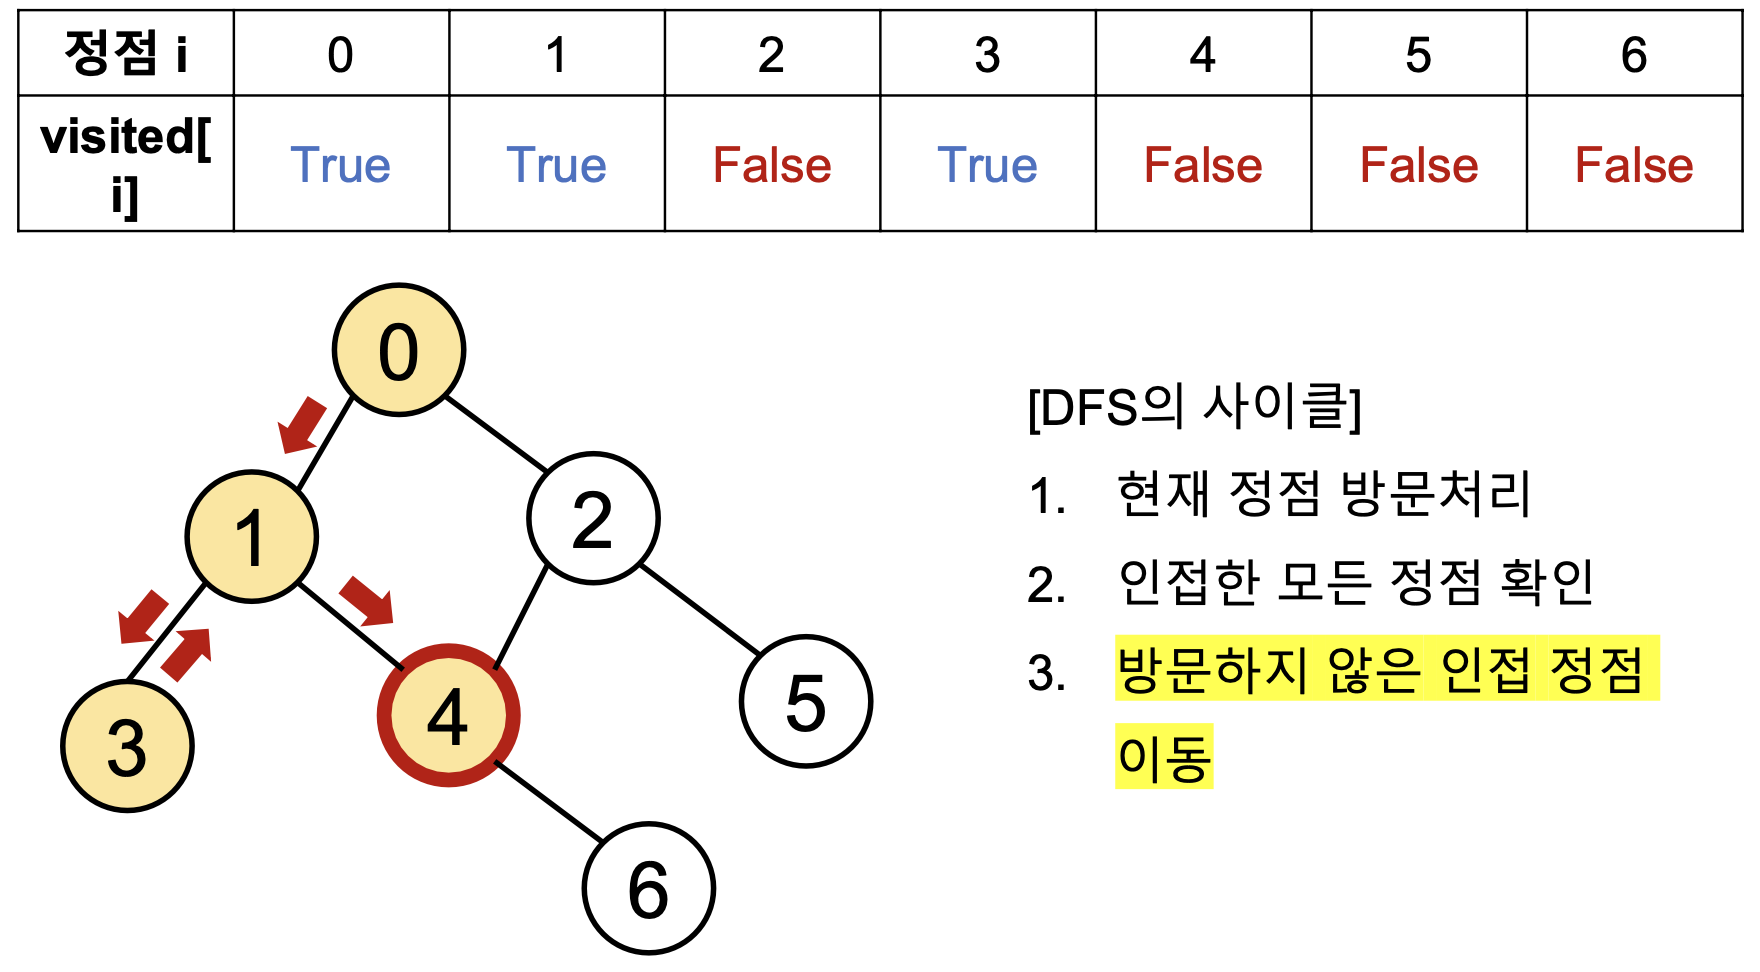 정점 i 0 1 2 3 4 5 6
visited[
i] True True False True False False False
0
1
2
3
4
5
6
[DFS의 사이클]
1. 현재 정점 방문처리
2. 인접한 모든 정점 확인
3. 방문하지 않은 인접 정점
이동